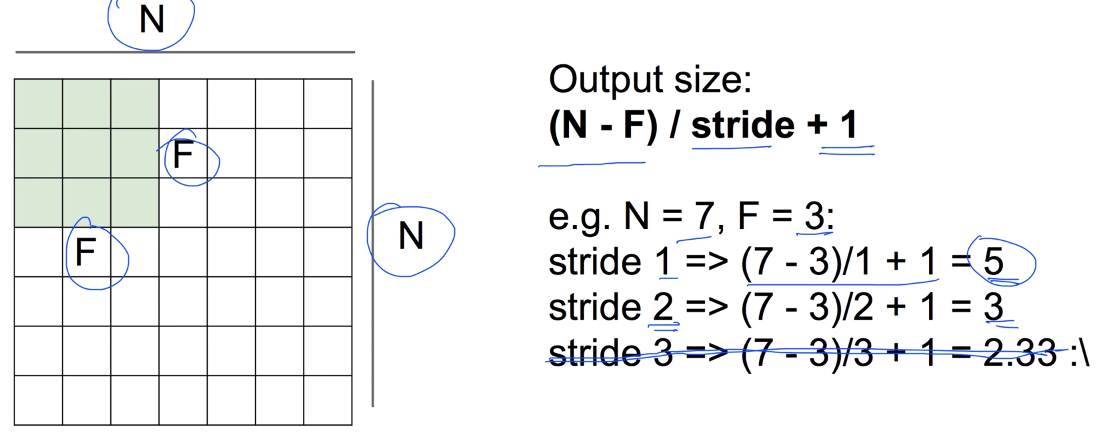 N
F
F
N
Output size:
(N - F) / stride + 1
e.g. N = 7, F = 3:
stride 1 => (7 - 3)/1 + 1 = 5
stride 2 => (7 - 3)/2 + 1 = 3
stride 3 => (7 - 3)/3 + 1 = 2.33 :\